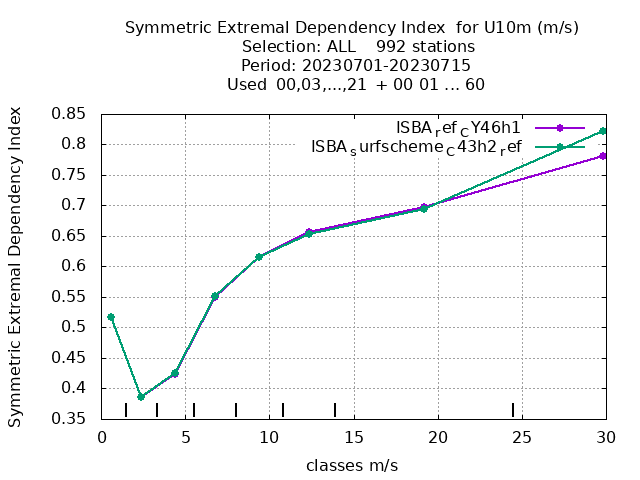 Symmetric Extremal Dependency Index for U10m (m/s)
Selection: ALL 992 stations
Period: 20230701-20230715
Used 00,03,...,21 + 00 01 ... 60
Symmetric Extremal Dependency Index
0.85
0.8
0.75
0.7
0.65
0.6
0.55
0.5
0.45
0.4
0.35
ISBA_ref_CY46h1
ISBA_surfscheme_C43h2_ref
0 5 10 15 20 25 30
classes m/s